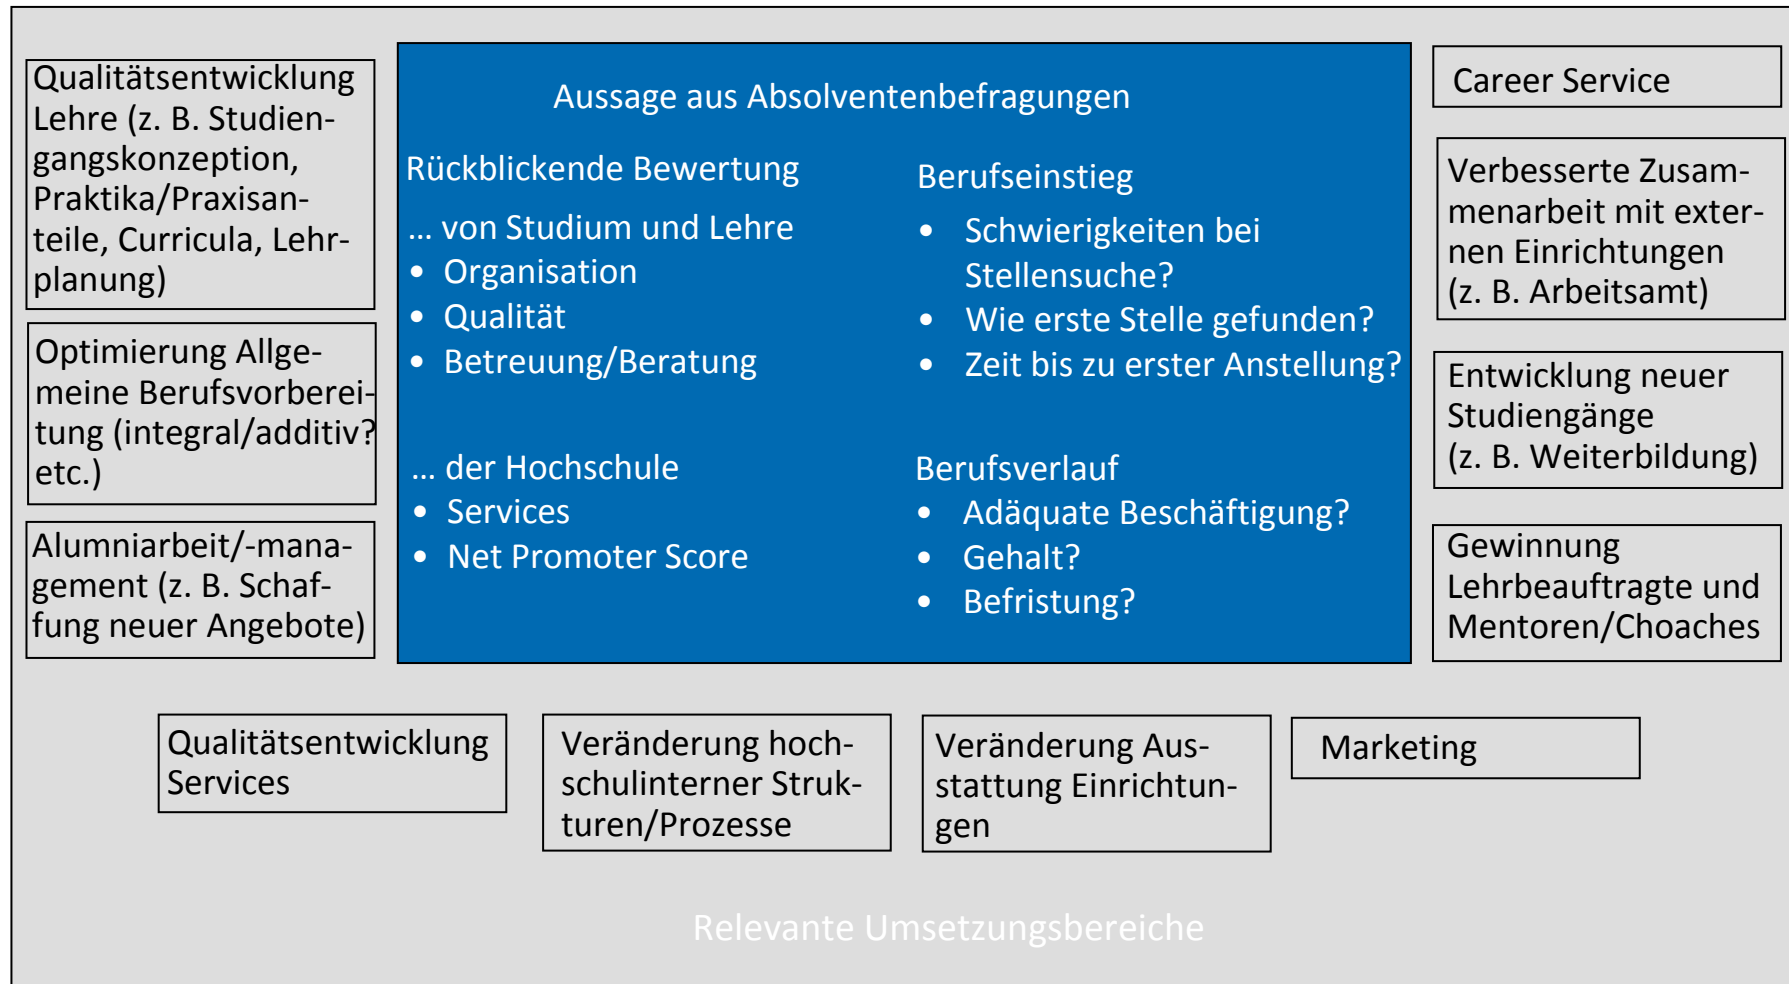 Qualitätsentwicklung
Lehre (z. B. Studien-
gangskonzeption,
Praktika/Praxisan-
teile, Curricula, Lehr-
planung)
Optimierung Allge-
meine Berufsvorberei-
tung (integral/additiv?
etc.)
Alumniarbeit/-mana-
gement (z. B. Schaf-
fung neuer Angebote)
Aussage aus Absolventenbefragungen
Rückblickende Bewertung
... von Studium und Lehre
• Organisation
• Qualität
• Betreuung/Beratung
... der Hochschule
• Services
• Net Promoter Score
Berufseinstieg
• Schwierigkeiten bei
Stellensuche?
• Wie erste Stelle gefunden?
• Zeit bis zu erster Anstellung?
Berufsverlauf
• Adäquate Beschäftigung?
• Gehalt?
• Befristung?
Career Service
Verbesserte Zusam-
menarbeit mit exter-
nen Einrichtungen
(z. B. Arbeitsamt)
Entwicklung neuer
Studiengänge
(z. B. Weiterbildung)
Gewinnung
Lehrbeauftragte und
Mentoren/Choaches
Qualitätsentwicklung
Services
Veränderung hoch-
schulinterner Struk-
turen/Prozesse
Veränderung Aus-
stattung Einrichtun-
gen
Marketing
Relevante Umsetzungsbereiche